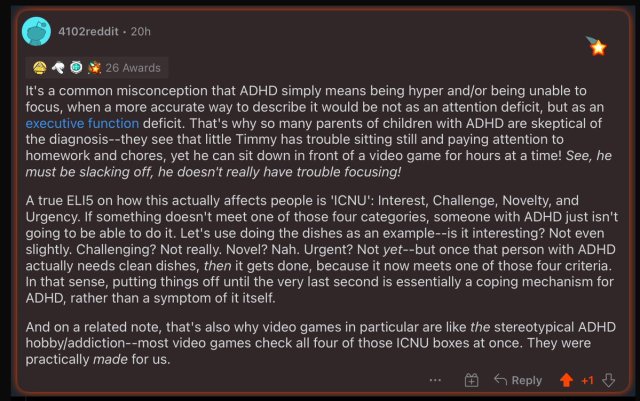 4102reddit • 20h
26 Awards
It's a common misconception that ADHD simply means being hyper and/or being unable to
focus, when a more accurate way to describe it would be not as an attention deficit, but as an
executive function deficit. That's why so many parents of children with ADHD are skeptical of
the diagnosis--they see that little Timmy has trouble sitting still and paying attention to
homework and chores, yet he can sit down in front of a video game for hours at a time! See, he
must be slacking off, he doesn't really have trouble focusing!
A true ELI5 on how this actually affects people is 'ICNU': Interest, Challenge, Novelty, and
Urgency. If something doesn't meet one of those four categories, someone with ADHD just isn't
going to be able to do it. Let's use doing the dishes as an example--is it interesting? Not even
slightly. Challenging? Not really. Novel? Nah. Urgent? Not yet--but once that person with ADHD
actually needs clean dishes, then it gets done, because it now meets one of those four criteria.
In that sense, putting things off until the very last second is essentially a coping mechanism for
ADHD, rather than a symptom of it itself.
And on a related note, that's also why video games in particular are like the stereotypical ADHD
hobby/addiction--most video games check all four of those ICNU boxes at once. They were
practically made for us.
Reply +1